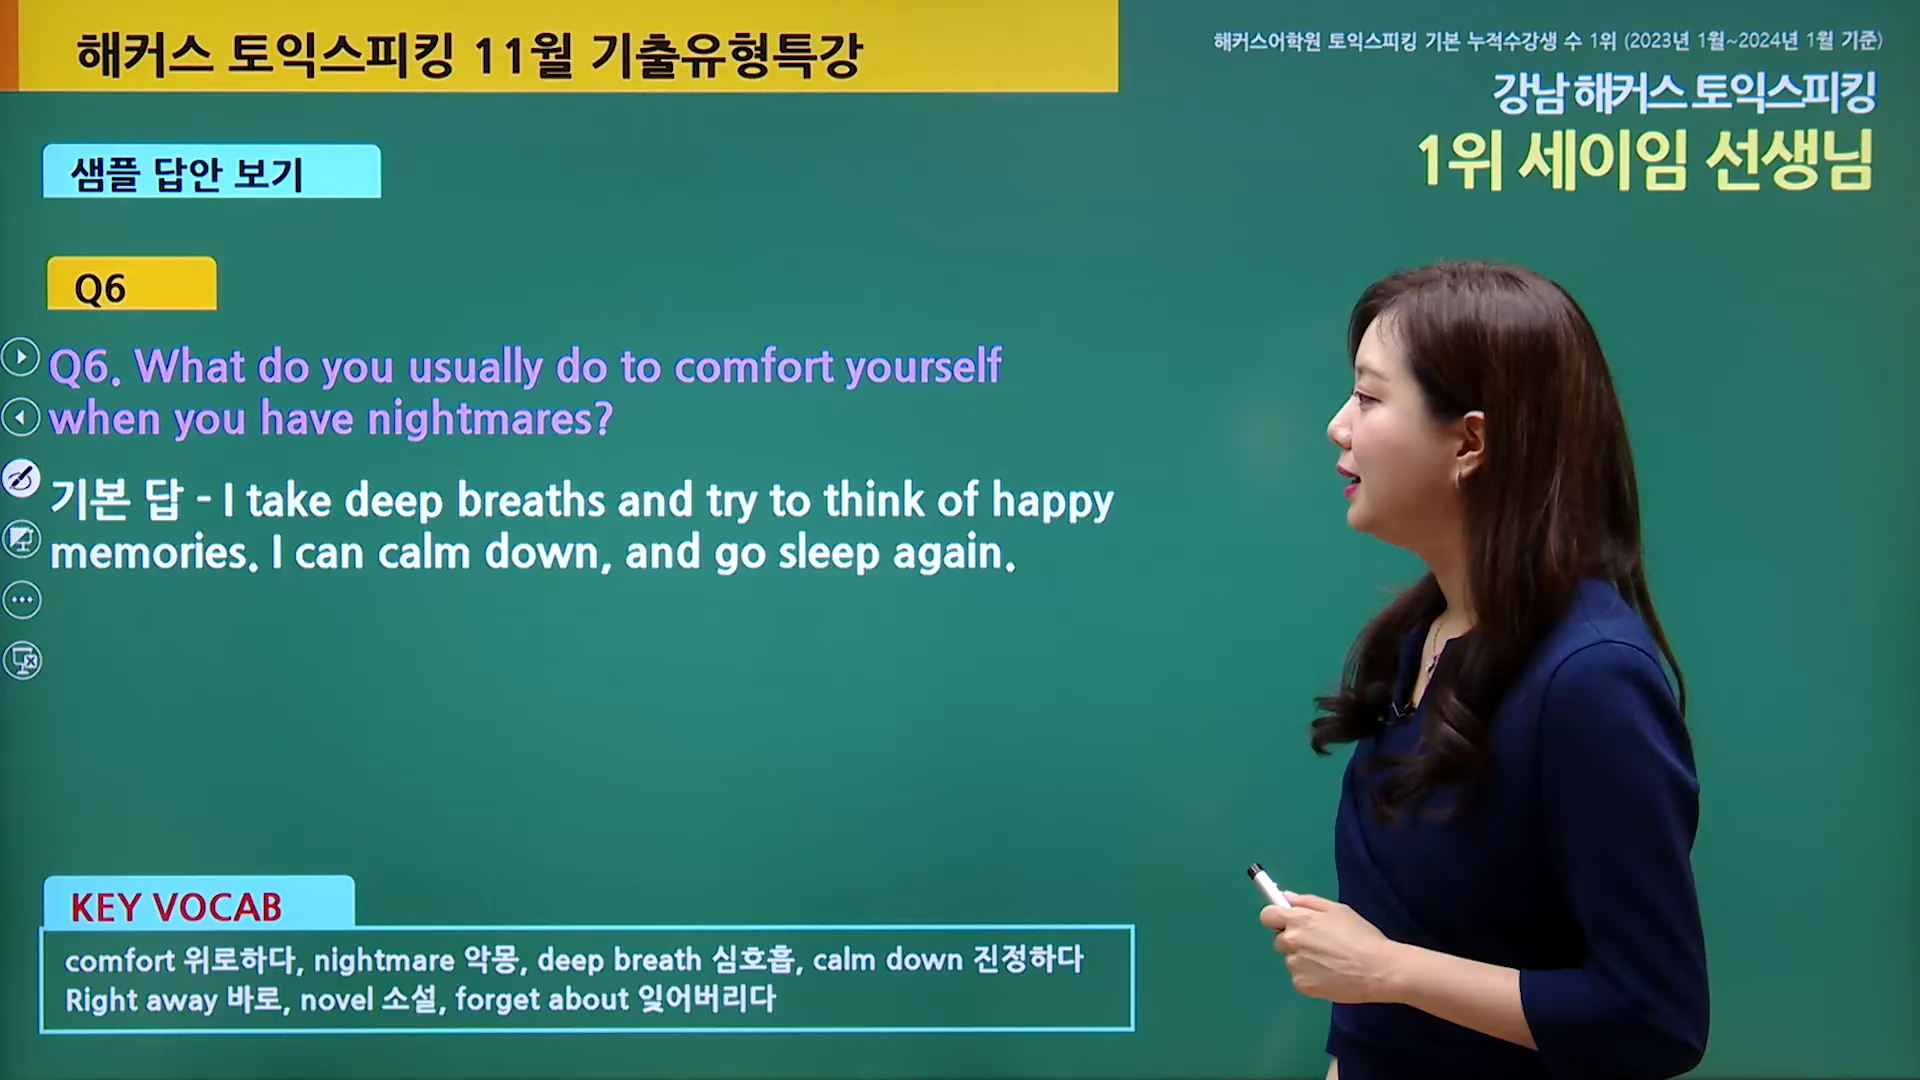 해커스 토익스피킹 11월 기출유형특강
해커스어학원 토익스피킹 기본 누적수강생 수 1위 (2023년 1월~2024년 1월 기준)
강남 해커스 토익스피킹
1위 세이임 선생님
샘플 답안 보기
Q6
Q6. What do you usually do to comfort yourself
when you have nightmares?
기본 답 - I take deep breaths and try to think of happy
memories. I can calm down, and go sleep again.
KEY VOCAB
comfort 위로하다, nightmare 악몽, deep breath 심호흡, calm down 진정하다
Right away 바로, novel 소설, forget about 잊어버리다